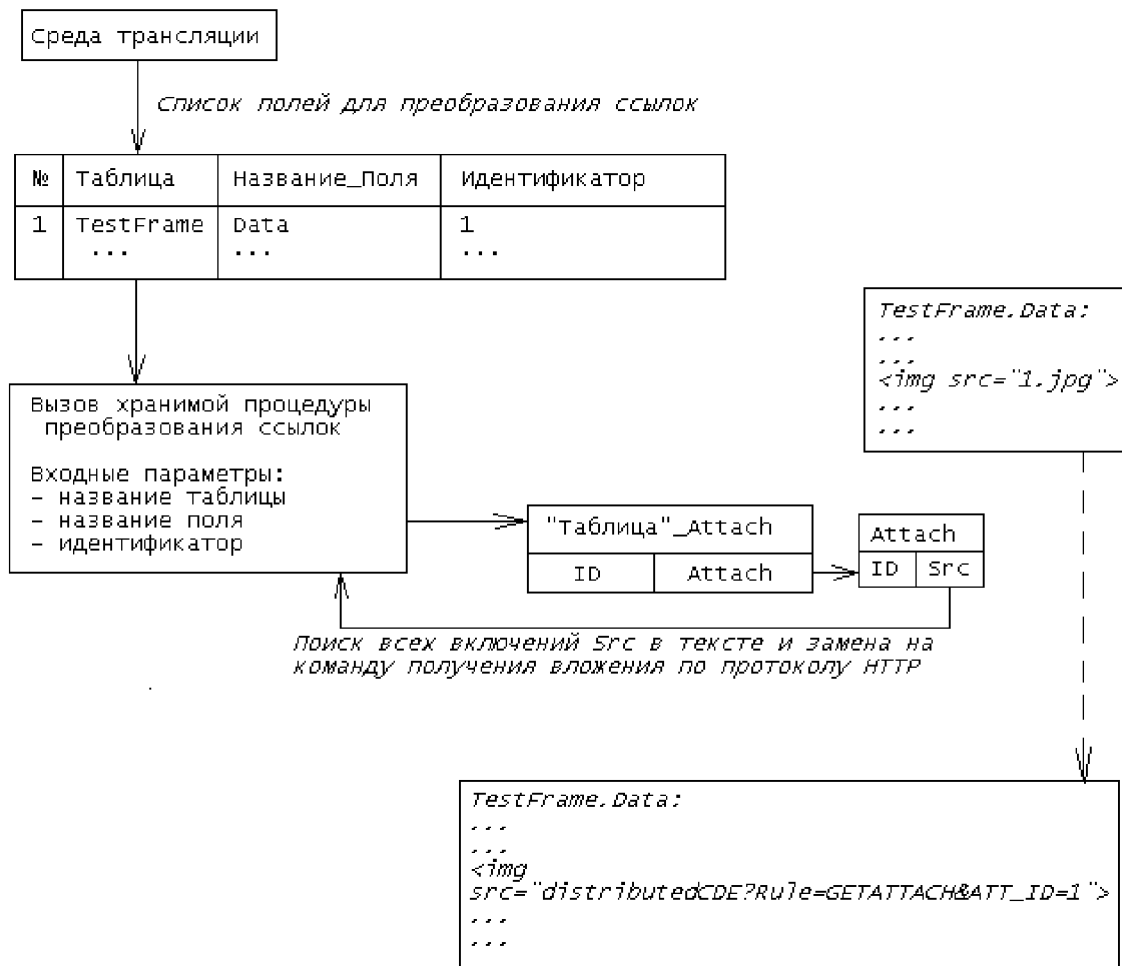 Среда трансляции
Список полей для преобразования ссылок
№ Таблица Название_Поля Идентификатор
1 TestFrame Data 1
... ... ...
TestFrame.Data:
...
...
<img src="1.jpg">
...
...
Вызов хранимой процедуры
преобразования ссылок
Входные параметры:
- название таблицы
- название поля
- идентификатор
"Таблица"_Attach
ID Attach
Attach
ID Src
Поиск всех включений Src в тексте и замена на
команду получения вложения по протоколу HTTP
TestFrame.Data:
...
...
<img
src="distributedCDE?Rule=GETATTACH&ATT_ID=1">
...
...